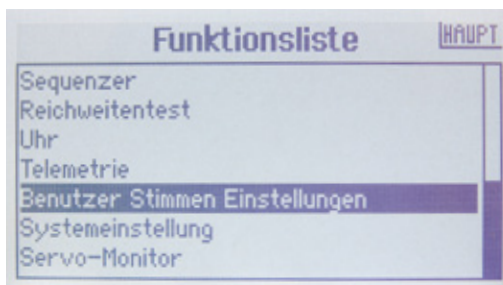 Funktionsliste
HAUPT
Sequenzer
Reichweitentest
Uhr
Telemetrie
Benutzer Stimmen Einstellungen
Systemeinstellung
Servo-Monitor